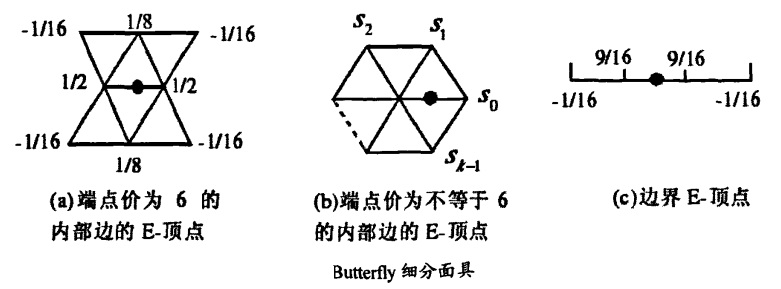 -1/16 1/8 -1/16
1/2 1/2
-1/16 -1/16
1/8
(a)端点价为 6 的
内部边的 E-顶点
s₂ s₁
s₀
sₖ₋₁
(b)端点价为不等于 6
的内部边的 E-顶点
9/16 9/16
-1/16 -1/16
(c)边界 E-顶点
Butterfly 细分面具